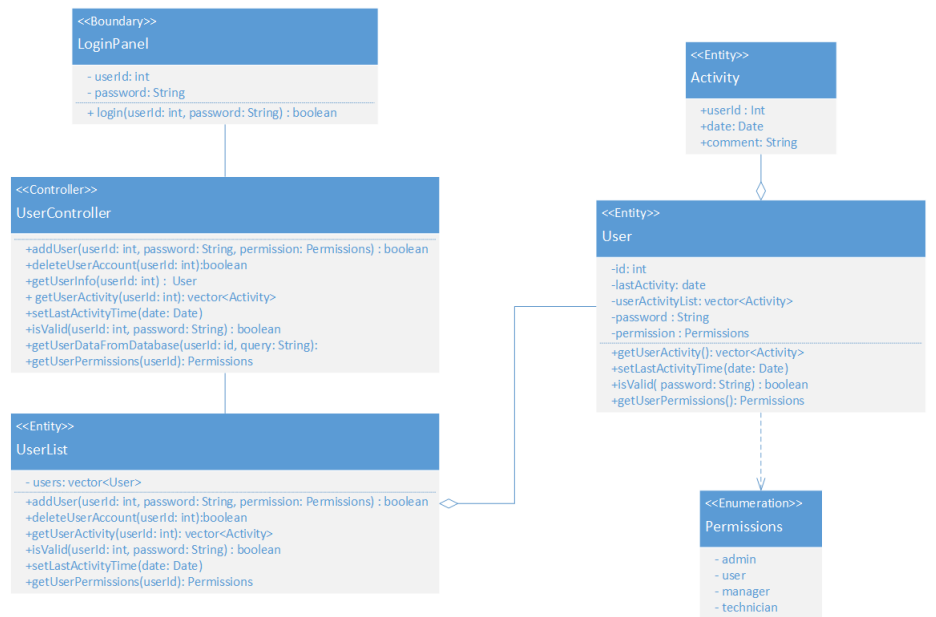 <<Boundary>>
LoginPanel
- userId: int
- password: String
+ login(userId: int, password: String) : boolean
<<Controller>>
UserController
+addUser(userId: int, password: String, permission: Permissions) : boolean
+deleteUserAccount(userId: int):boolean
+getUserInfo(userId: int) : User
+ getUserActivity(userId: int): vector<Activity>
+setLastActivityTime(date: Date)
+isValid(userId: int, password: String) : boolean
+getUserDataFromDatabase(userId: id, query: String):
+getUserPermissions(userId): Permissions
<<Entity>>
UserList
- users: vector<User>
+addUser(userId: int, password: String, permission: Permissions) : boolean
+deleteUserAccount(userId: int):boolean
+getUserActivity(userId: int): vector<Activity>
+isValid(userId: int, password: String) : boolean
+setLastActivityTime(date: Date)
+getUserPermissions(userId): Permissions
<<Entity>>
Activity
+userId : Int
+date: Date
+comment: String
<<Entity>>
User
-id: int
-lastActivity: date
-userActivityList: vector<Activity>
-password : String
-permission : Permissions
+getUserActivity(): vector<Activity>
+setLastActivityTime(date: Date)
+isValid( password: String) : boolean
+getUserPermissions(): Permissions
<<Enumeration>>
Permissions
- admin
- user
- manager
- technician